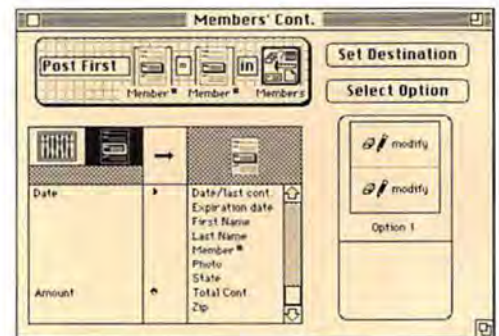 Members' Cont.
Post First
=
in
Member #
Member #
Members
Set Destination
Select Option
modify
modify
Option 1
Date
Amount
Date/last cont.
Expiration date
First Name
Last Name
Member #
Photo
State
Total Cont.
Zip